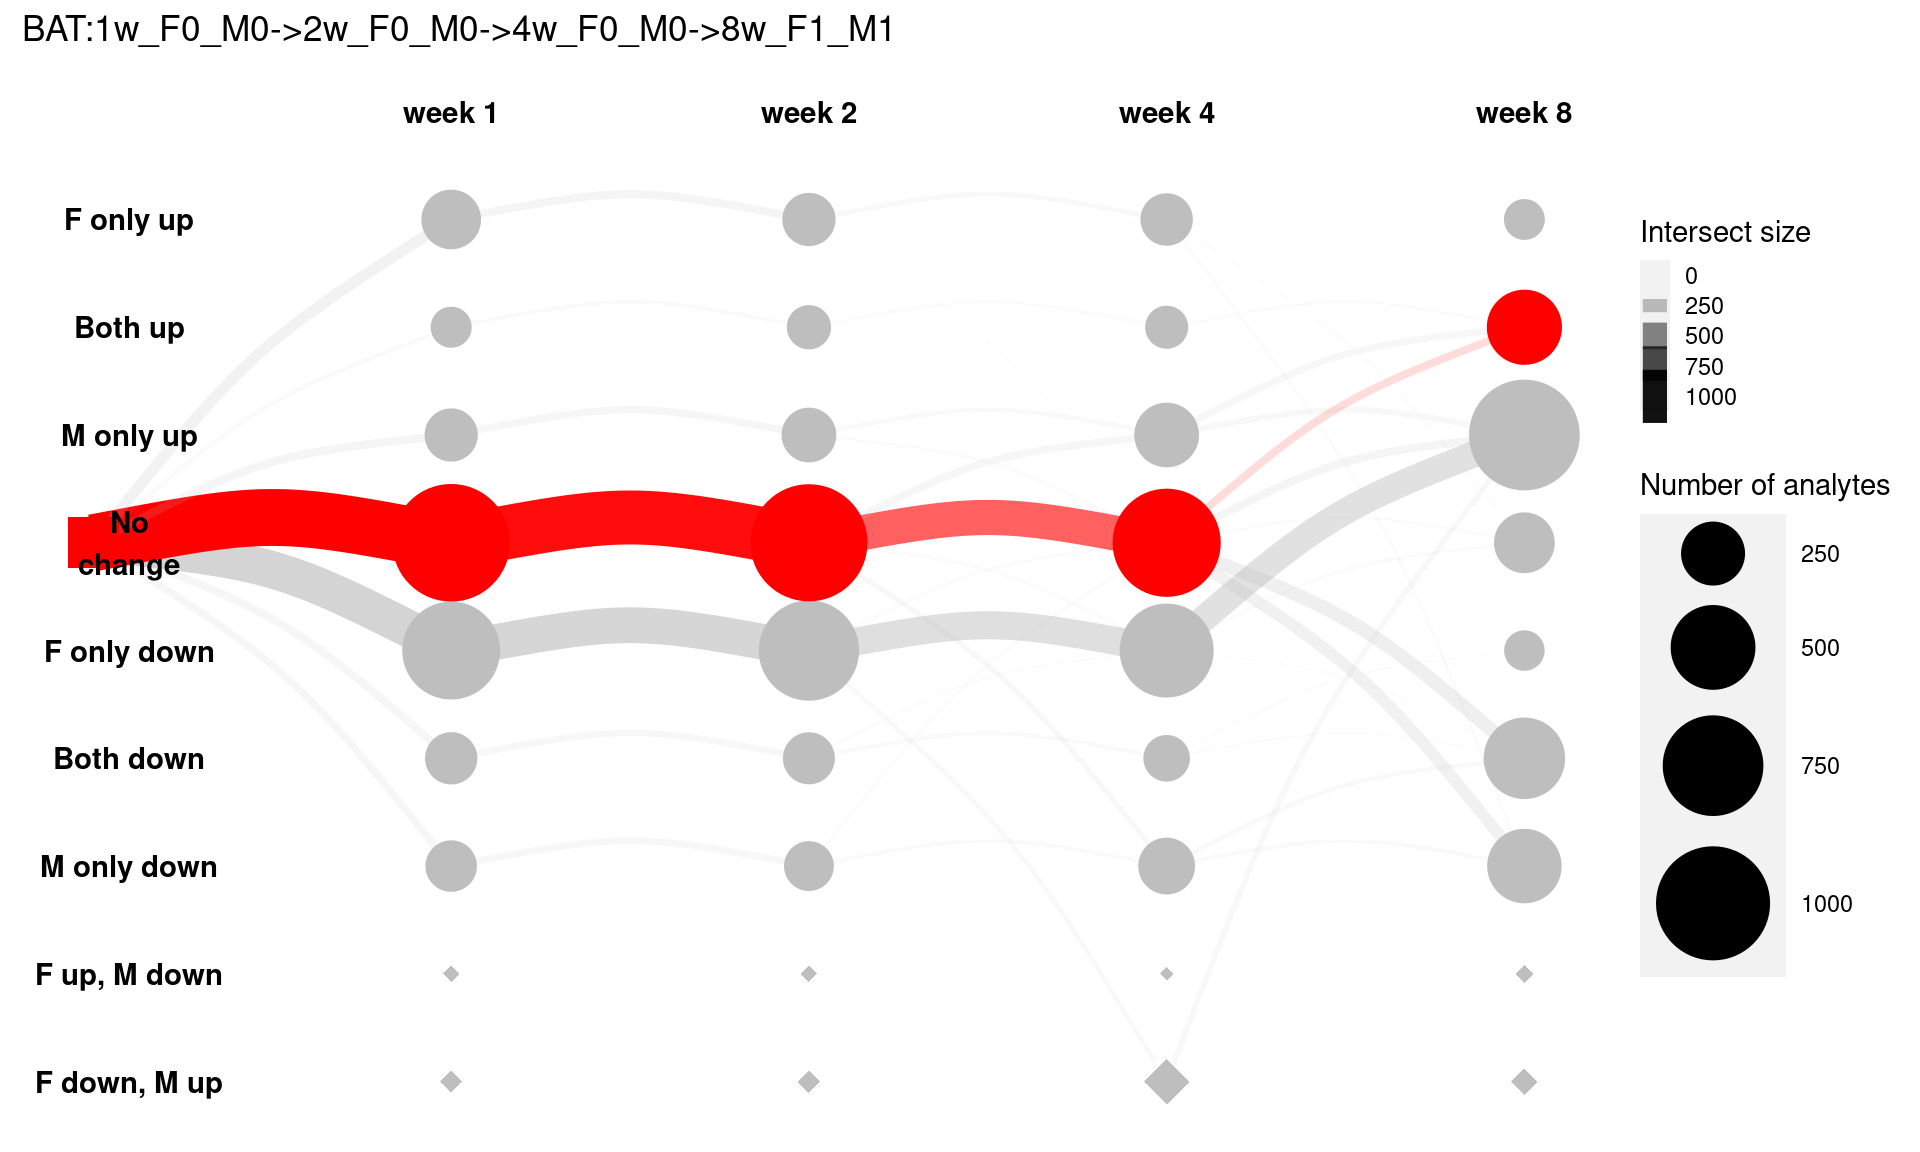 BAT:1w_F0_M0->2w_F0_M0->4w_F0_M0->8w_F1_M1
week 1
week 2
week 4
week 8
F only up
Both up
M only up
No
change
F only down
Both down
M only down
F up, M down
F down, M up
Intersect size
0
250
500
750
1000
Number of analytes
250
500
750
1000